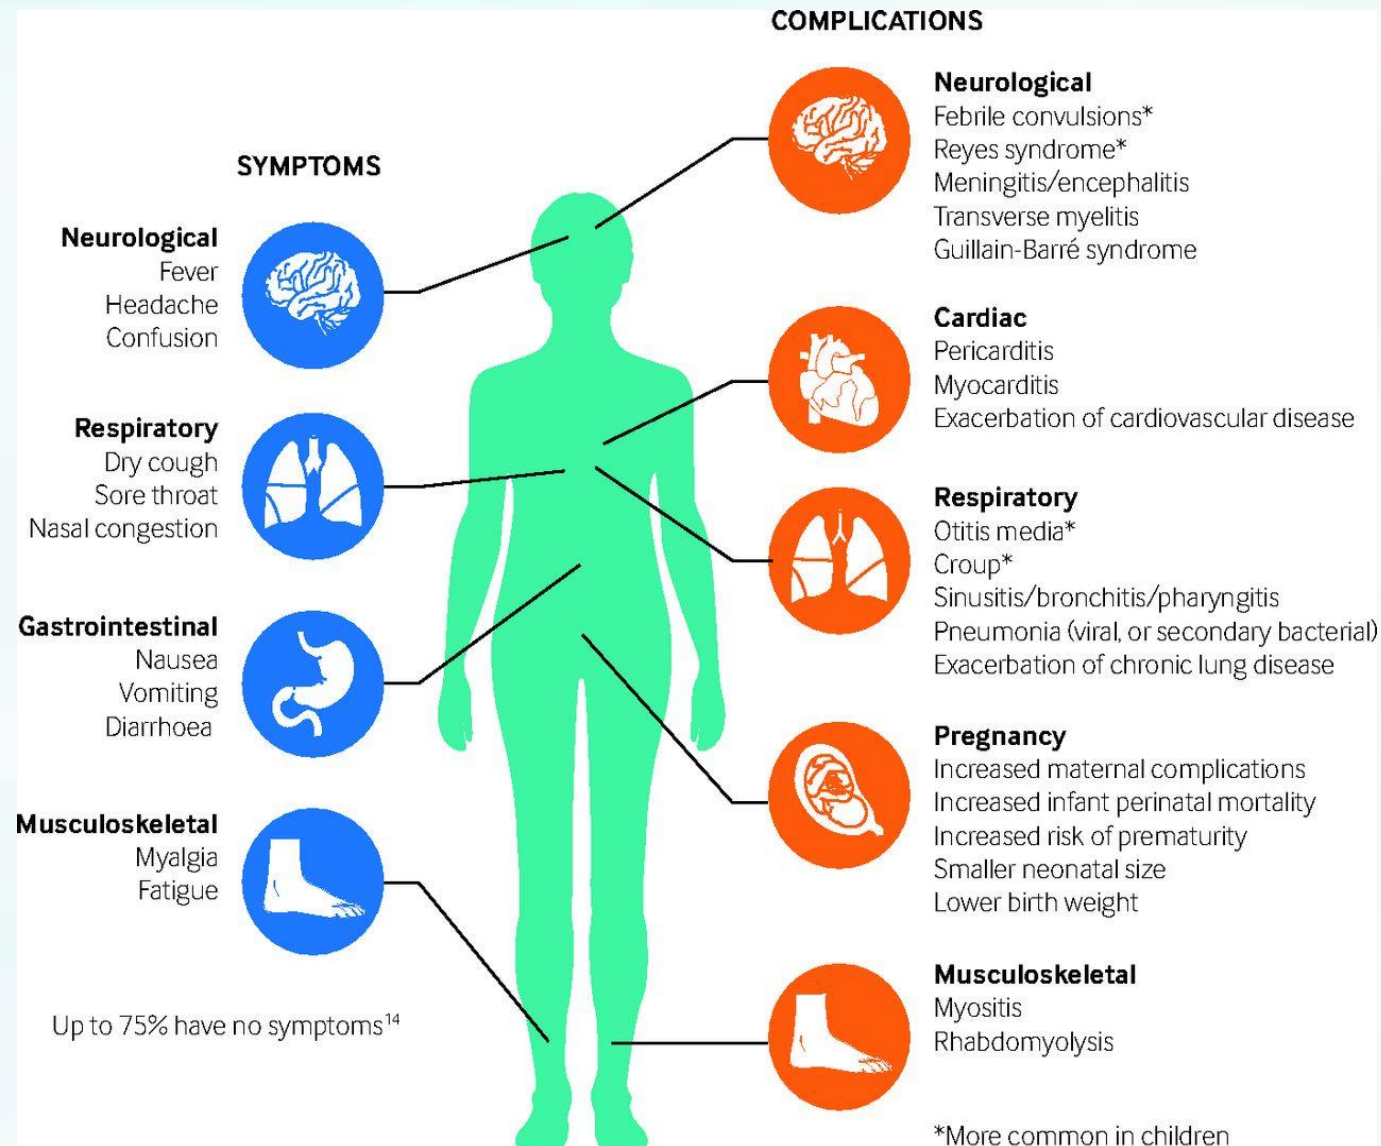 SYMPTOMS
Neurological
Fever
Headache
Confusion
Respiratory
Dry cough
Sore throat
Nasal congestion
Gastrointestinal
Nausea
Vomiting
Diarrhoea
Musculoskeletal
Myalgia
Fatigue
Up to 75% have no symptoms¹⁴
COMPLICATIONS
Neurological
Febrile convulsions*
Reyes syndrome*
Meningitis/encephalitis
Transverse myelitis
Guillain-Barré syndrome
Cardiac
Pericarditis
Myocarditis
Exacerbation of cardiovascular disease
Respiratory
Otitis media*
Croup*
Sinusitis/bronchitis/pharyngitis
Pneumonia (viral, or secondary bacterial)
Exacerbation of chronic lung disease
Pregnancy
Increased maternal complications
Increased infant perinatal mortality
Increased risk of prematurity
Smaller neonatal size
Lower birth weight
Musculoskeletal
Myositis
Rhabdomyolysis
*More common in children